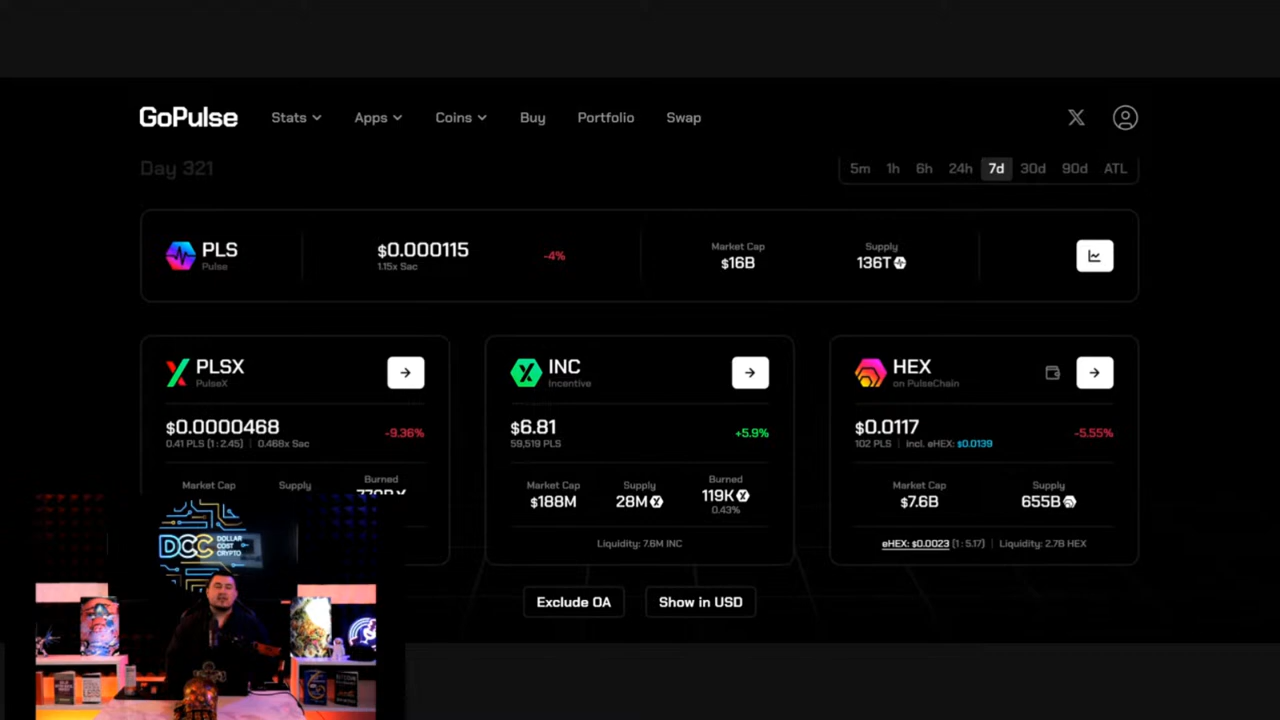 GoPulse
Stats
Apps
Coins
Buy
Portfolio
Swap
Day 321
5m 1h 6h 24h 7d 30d 90d ATL
PLS
Pulse
$0.000115
1.15x Sac
-4%
Market Cap
$16B
Supply
136T
PLSX
PulseX
$0.0000468
0.41 PLS (1 : 2.45) | 0.468x Sac
-9.36%
Market Cap
Supply
Burned
INC
Incentive
$6.81
59,519 PLS
+5.9%
Market Cap
$188M
Supply
28M
Burned
119K
0.43%
Liquidity: 7.6M INC
HEX
on PulseChain
$0.0117
102 PLS | incl. eHEX: $0.0139
-5.55%
Market Cap
$7.6B
Supply
655B
eHEX: $0.0023 (1 : 5.17) | Liquidity: 2.7B HEX
Exclude OA
Show in USD
DCC
DOLLAR
COST
CRYPTO